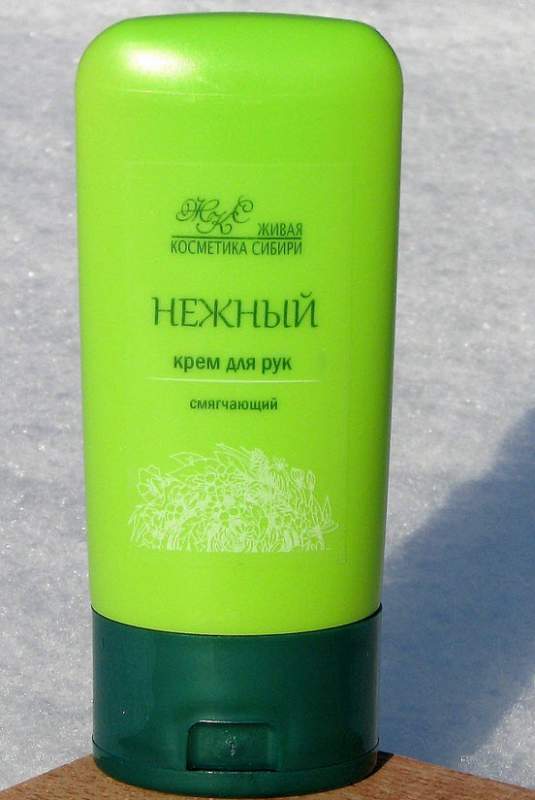 ЖКС
ЖИВАЯ
КОСМЕТИКА СИБИРИ
НЕЖНЫЙ
крем для рук
смягчающий